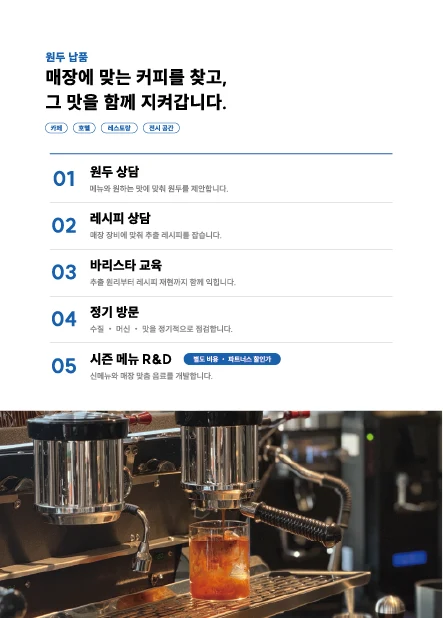 원두 납품
매장에 맞는 커피를 찾고,
그 맛을 함께 지켜갑니다.
카페 호텔 레스토랑 전시 공간
01 원두 상담
메뉴와 원하는 맛에 맞춰 원두를 제안합니다.
02 레시피 상담
매장 장비에 맞춰 추출 레시피를 잡습니다.
03 바리스타 교육
추출 원리부터 레시피 재현까지 함께 익힙니다.
04 정기 방문
수질 · 머신 · 맛을 정기적으로 점검합니다.
05 시즌 메뉴 R&D 별도 비용 · 파트너스 할인가
신메뉴와 매장 맞춤 음료를 개발합니다.